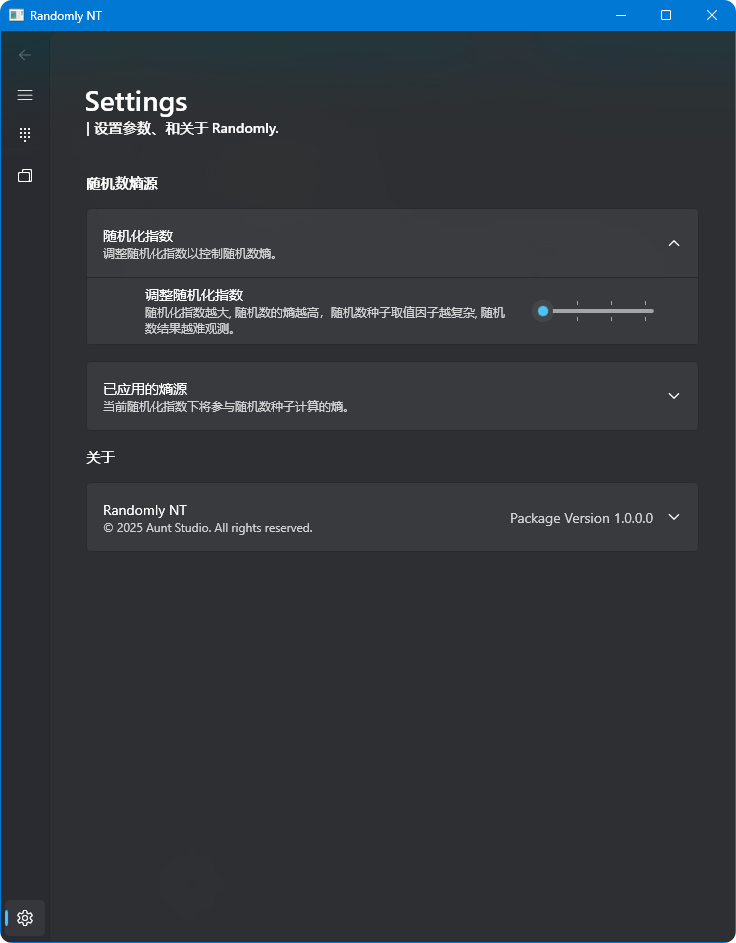 Randomly NT
Settings
| 设置参数、和关于 Randomly.
随机数熵源
随机化指数
调整随机化指数以控制随机数熵。
调整随机化指数
随机化指数越大, 随机数的熵越高，随机数种子取值因子越复杂, 随机
数结果越难观测。
已应用的熵源
当前随机化指数下将参与随机数种子计算的熵。
关于
Randomly NT
Package Version 1.0.0.0
© 2025 Aunt Studio. All rights reserved.